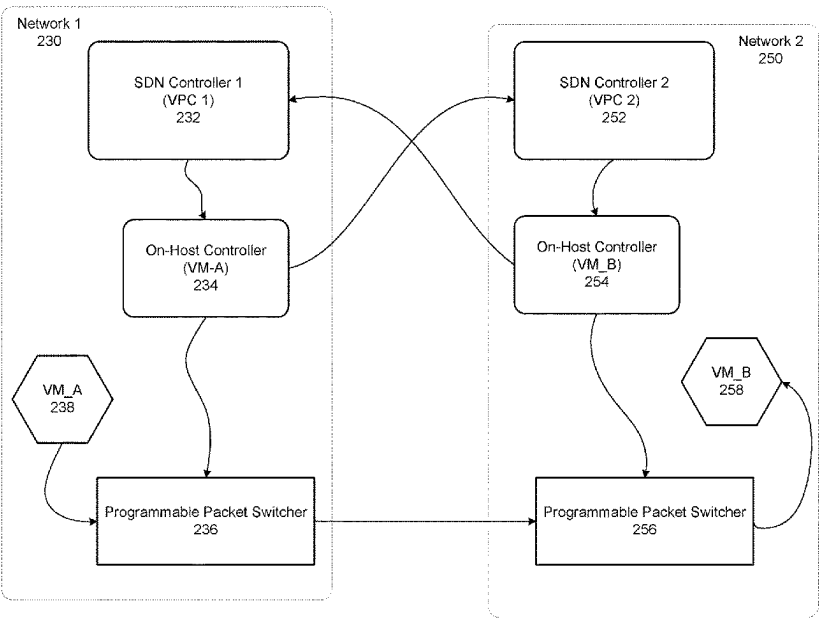 Network 1
230
SDN Controller 1
(VPC 1)
232
On-Host Controller
(VM-A)
234
VM_A
238
Programmable Packet Switcher
236
Network 2
250
SDN Controller 2
(VPC 2)
252
On-Host Controller
(VM_B)
254
VM_B
258
Programmable Packet Switcher
256